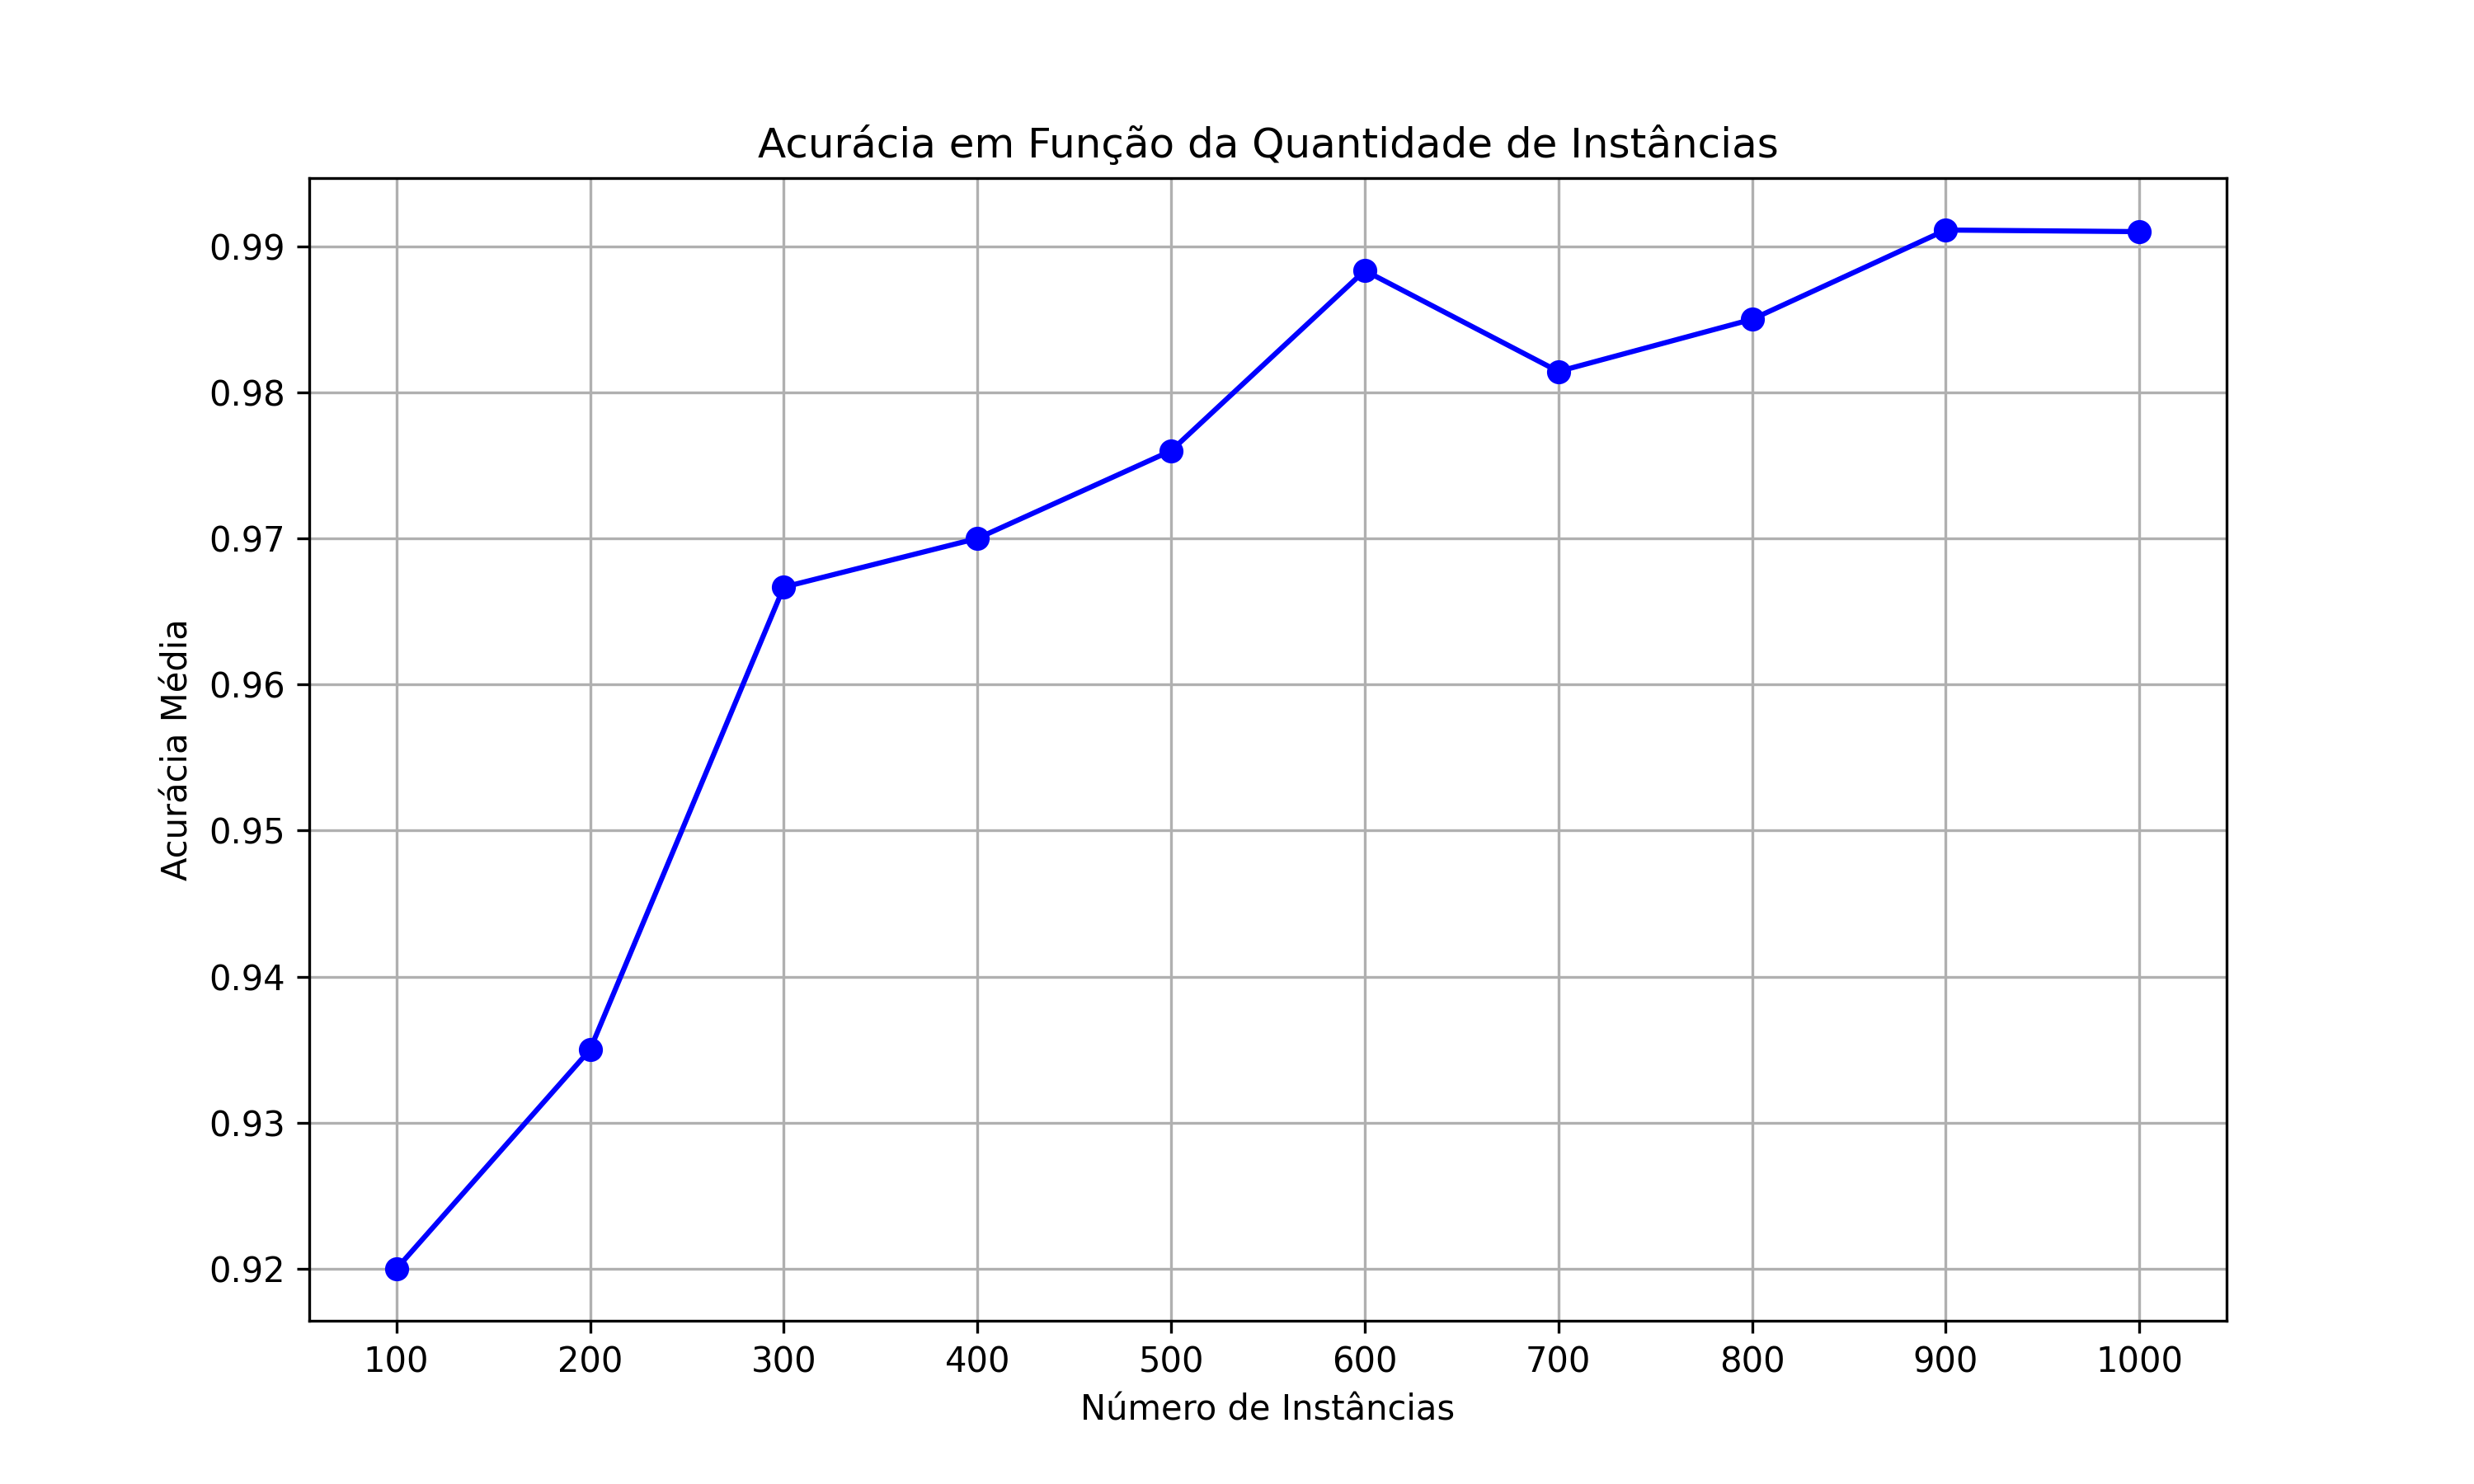 Acurácia em Função da Quantidade de Instâncias
Acurácia Média
0.99
0.98
0.97
0.96
0.95
0.94
0.93
0.92
100 200 300 400 500 600 700 800 900 1000
Número de Instâncias